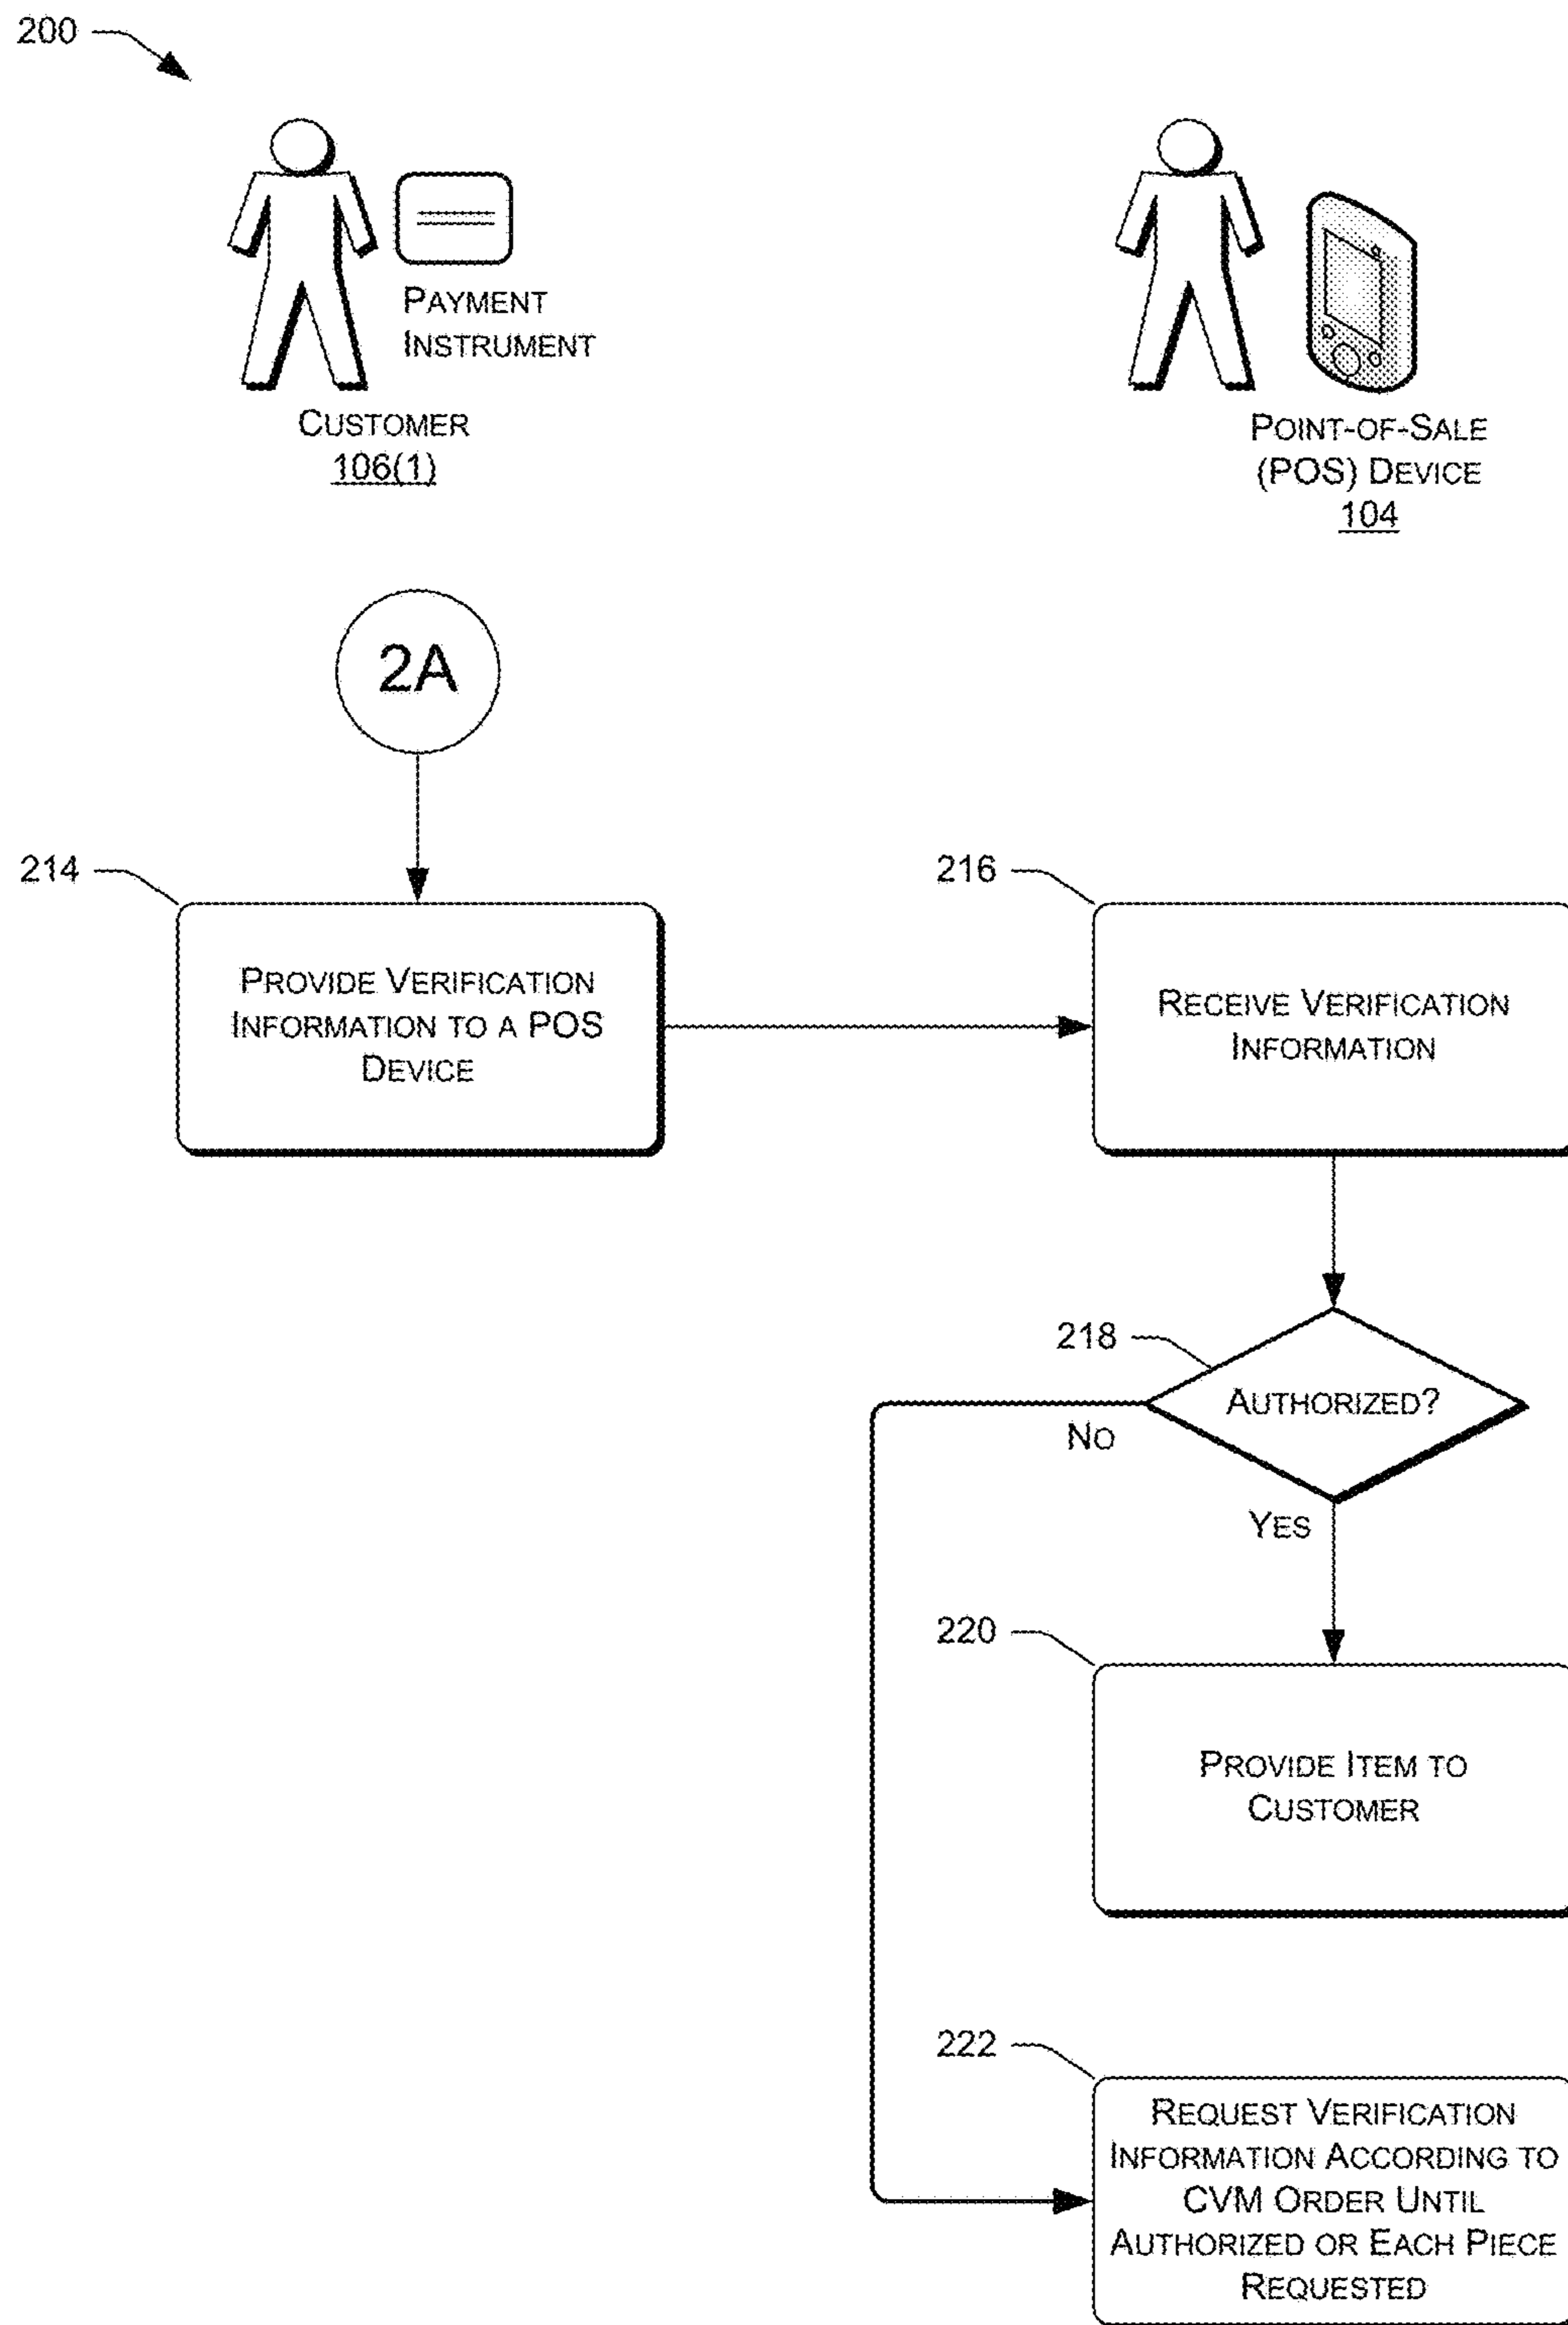 200
PAYMENT
INSTRUMENT
CUSTOMER
106(1)
POINT-OF-SALE
(POS) DEVICE
104
2A
214
PROVIDE VERIFICATION
INFORMATION TO A POS
DEVICE
216
RECEIVE VERIFICATION
INFORMATION
218
AUTHORIZED?
NO
YES
220
PROVIDE ITEM TO
CUSTOMER
222
REQUEST VERIFICATION
INFORMATION ACCORDING TO
CVM ORDER UNTIL
AUTHORIZED OR EACH PIECE
REQUESTED